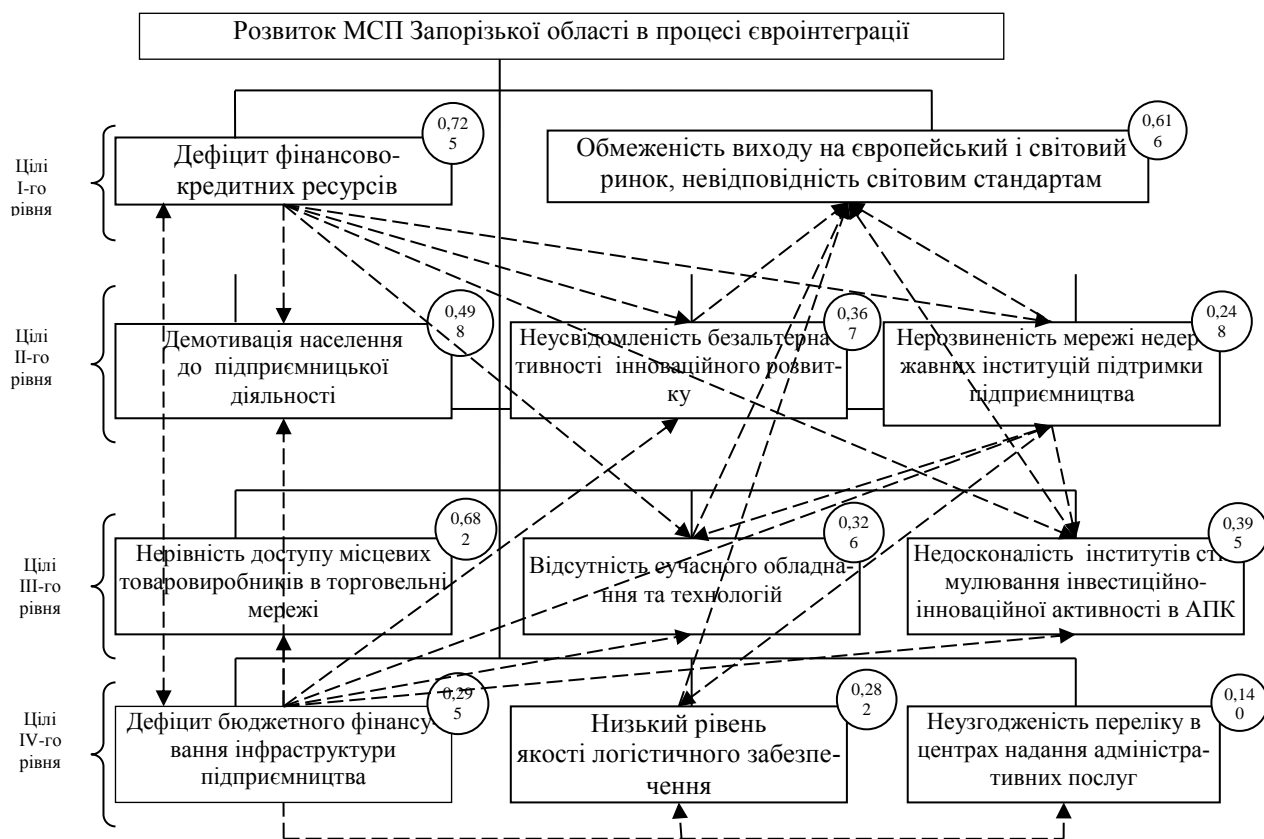 Розвиток МСП Запорізької області в процесі євроінтеграції
Цілі
І-го
рівня
0,72
5
Дефіцит фінансово-
кредитних ресурсів
0,61
6
Обмеженість виходу на європейський і світовий
ринок, невідповідність світовим стандартам
Цілі
ІІ-го
рівня
0,49
8
Демотивація населення
до підприємницької
діяльності
0,36
7
Неусвідомленість безальтерна
тивності інноваційного розвит-
ку
0,24
8
Нерозвиненість мережі недер
жавних інституцій підтримки
підприємництва
Цілі
ІІІ-го
рівня
0,68
2
Нерівність доступу місцевих
товаровиробників в торговельні
мережі
0,32
6
Відсутність сучасного обладна-
ння та технологій
0,39
5
Недосконалість інститутів сти
мулювання інвестиційно-
інноваційної активності в АПК
Цілі
IV-го
рівня
0,29
5
Дефіцит бюджетного фінансу
вання інфраструктури
підприємництва
0,28
2
Низький рівень
якості логістичного забезпе-
чення
0,14
0
Неузгодженість переліку в
центрах надання адміністра-
тивних послуг